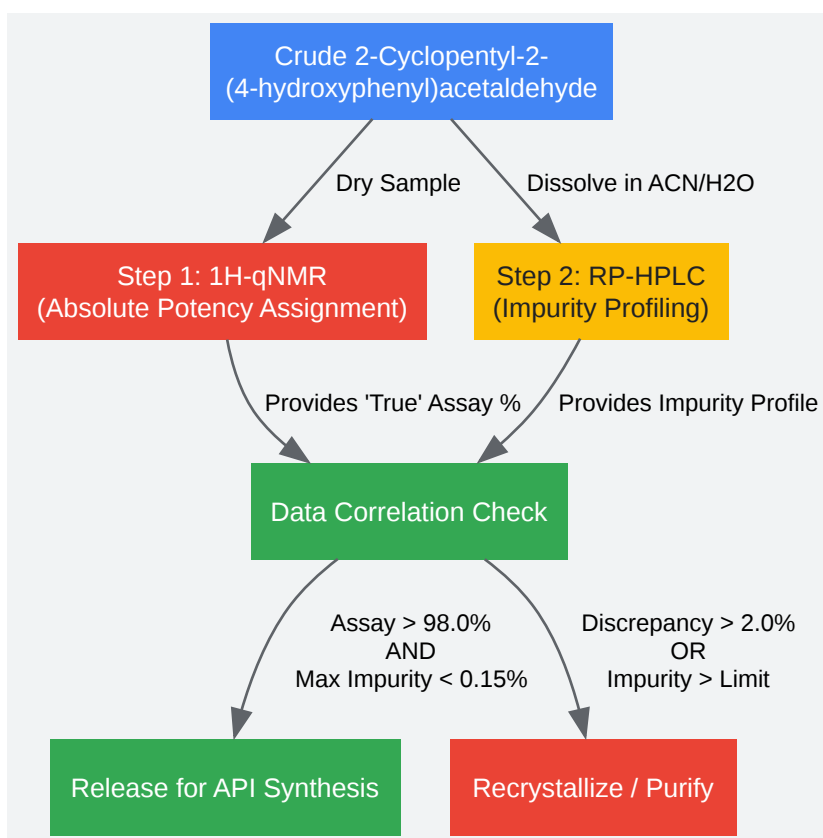 Crude 2-Cyclopentyl-2-
(4-hydroxyphenyl)acetaldehyde
Dry Sample
Dissolve in ACN/H2O
Step 1: 1H-qNMR
(Absolute Potency Assignment)
Step 2: RP-HPLC
(Impurity Profiling)
Provides 'True' Assay %
Provides Impurity Profile
Data Correlation Check
Assay > 98.0%
AND
Max Impurity < 0.15%
Discrepancy > 2.0%
OR
Impurity > Limit
Release for API Synthesis
Recrystallize / Purify